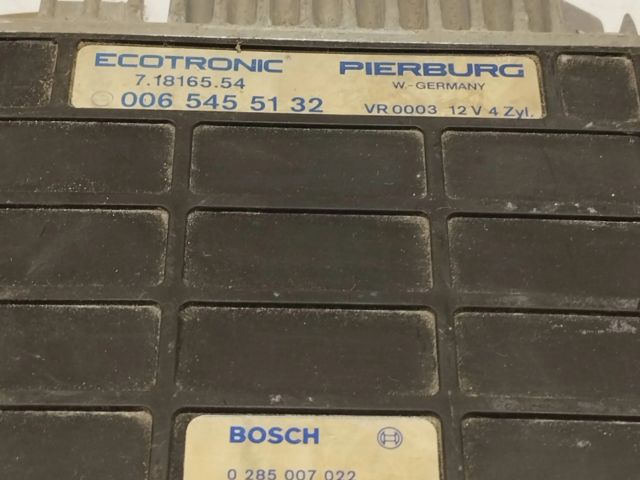 ECOTRONIC PIERBURG
7.18165.54 W.-GERMANY
006 545 51 32 VR 0003 12 V 4 Zyl.
BOSCH
0 285 007 022